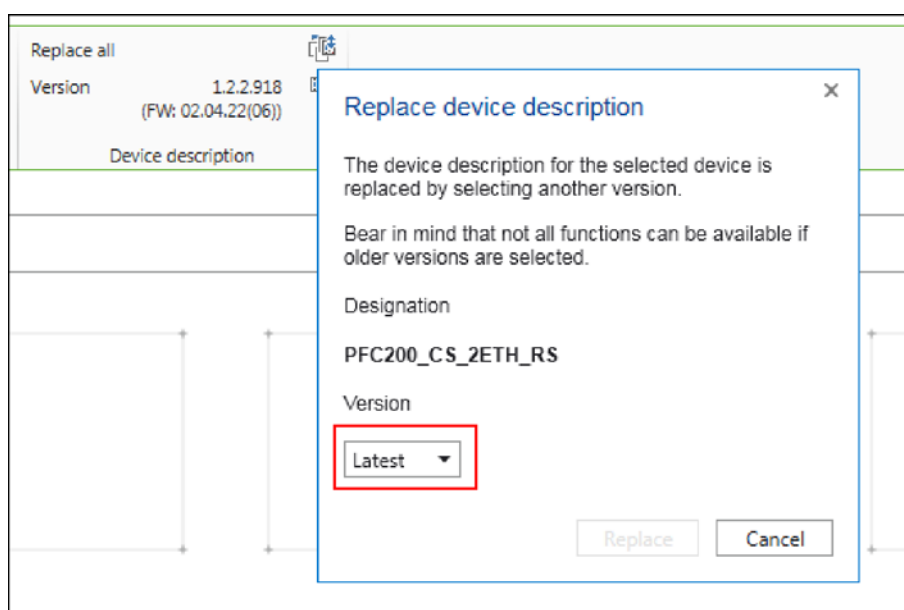 Replace all
Version 1.2.2.918
(FW: 02.04.22(06))
Device description
Replace device description
The device description for the selected device is
replaced by selecting another version.
Bear in mind that not all functions can be available if
older versions are selected.
Designation
PFC200_CS_2ETH_RS
Version
Latest
Replace Cancel